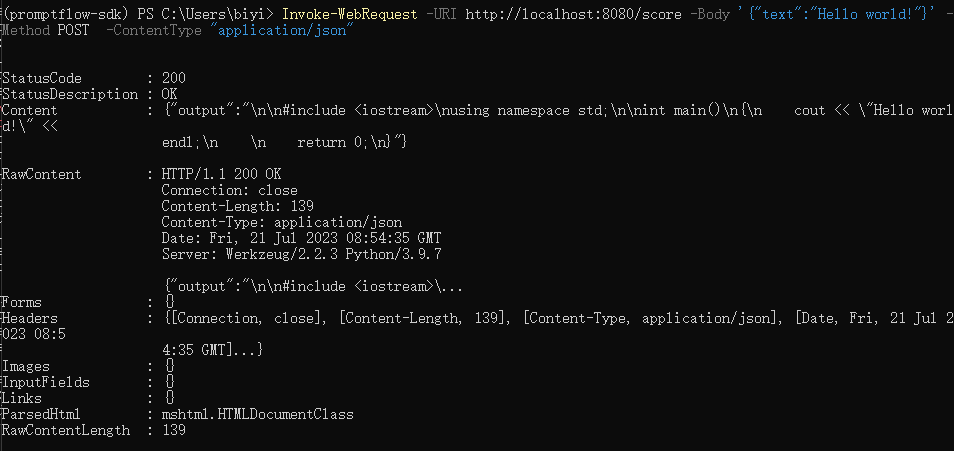 (promptflow-sdk) PS C:\Users\biyi> Invoke-WebRequest -URI http://localhost:8080/score -Body '{"text":"Hello world!"}' -
Method POST  -ContentType "application/json"
StatusCode        : 200
StatusDescription : OK
Content           : {"output":"\n\n#include <iostream>\nusing namespace std;\n\nint main()\n{\n    cout << \"Hello worl
d!\" <<
                    endl;\n    \n    return 0;\n}"}
RawContent        : HTTP/1.1 200 OK
                    Connection: close
                    Content-Length: 139
                    Content-Type: application/json
                    Date: Fri, 21 Jul 2023 08:54:35 GMT
                    Server: Werkzeug/2.2.3 Python/3.9.7
                    {"output":"\n\n#include <iostream>\...
Forms             : {}
Headers           : {[Connection, close], [Content-Length, 139], [Content-Type, application/json], [Date, Fri, 21 Jul 2
023 08:5
                    4:35 GMT]...}
Images            : {}
InputFields       : {}
Links             : {}
ParsedHtml        : mshtml.HTMLDocumentClass
RawContentLength  : 139